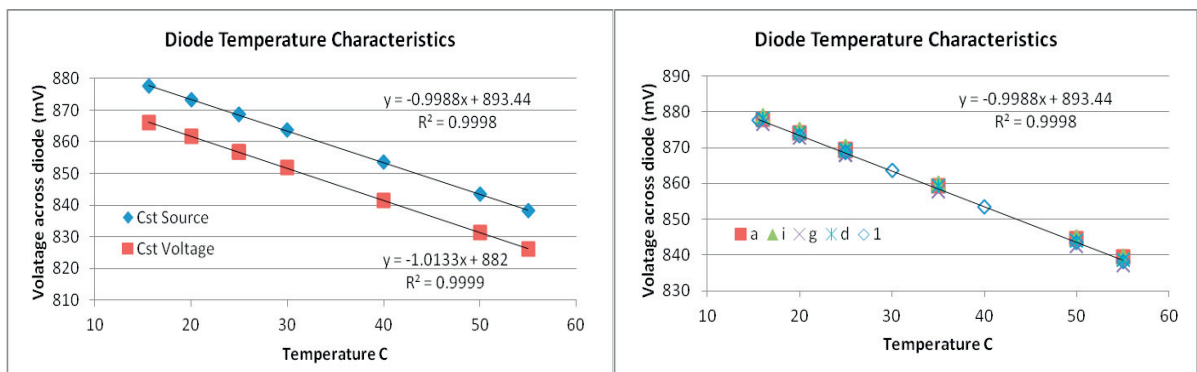 Diode Temperature Characteristics
Volatage across diode (mV)
880
870
860
850
840
830
820
810
y = -0.9988x + 893.44
R² = 0.9998
Cst Source
Cst Voltage
y = -1.0133x + 882
R² = 0.9999
10 20 30 40 50 60
Temperature C
Diode Temperature Characteristics
Volatage across diode (mV)
890
880
870
860
850
840
830
y = -0.9988x + 893.44
R² = 0.9998
a i g d 1
10 20 30 40 50 60
Temperature C